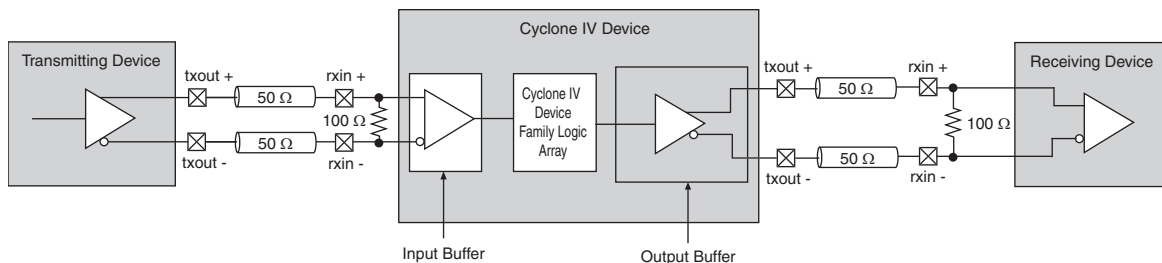 Cyclone IV Device
Transmitting Device
txout +
rxin +
50 Ω
100 Ω
50 Ω
txout -
rxin -
Cyclone IV
Device
Family Logic
Array
Input Buffer
Output Buffer
txout +
rxin +
50 Ω
100 Ω
50 Ω
txout -
rxin -
Receiving Device